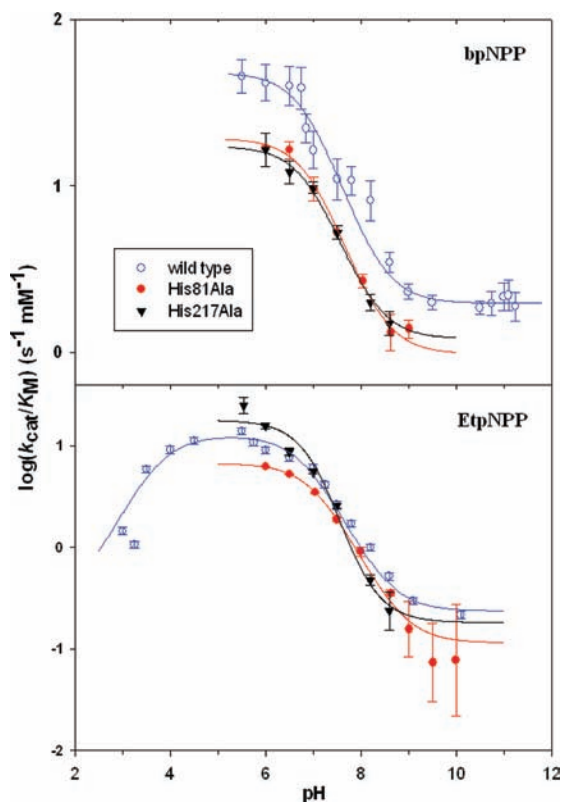 bpNPP
2
1
0
wild type
His81Ala
His217Ala
log(kcat/KM) (s⁻¹ mM⁻¹)
EtpNPP
1
0
-1
-2
2 4 6 8 10 12
pH